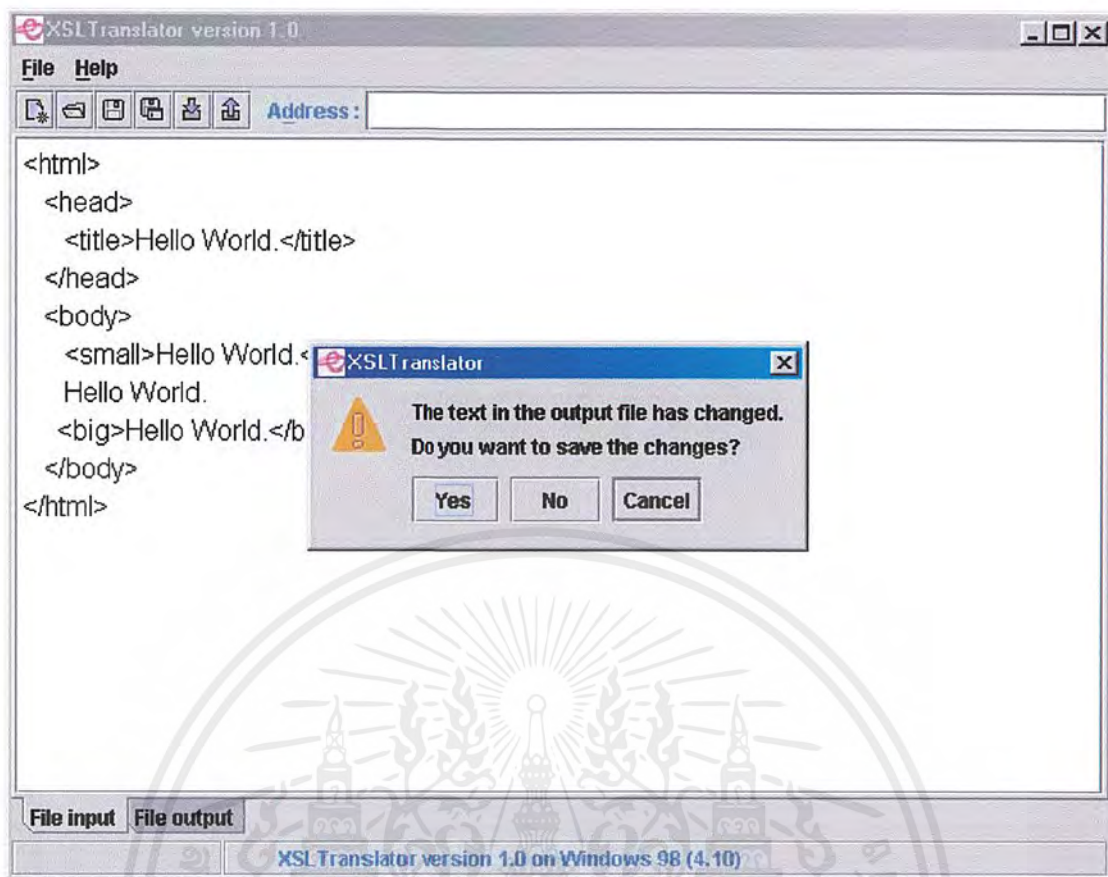 XSLTranslator version 1.0
File Help
Address:
<html>
<head>
<title>Hello World.</title>
</head>
<body>
<small>Hello World.<
Hello World.
<big>Hello World.</b
</body>
</html>
XSLTranslator
The text in the output file has changed.
Do you want to save the changes?
Yes No Cancel
File input File output
XSLTranslator version 1.0 on Windows 98 (4.10)